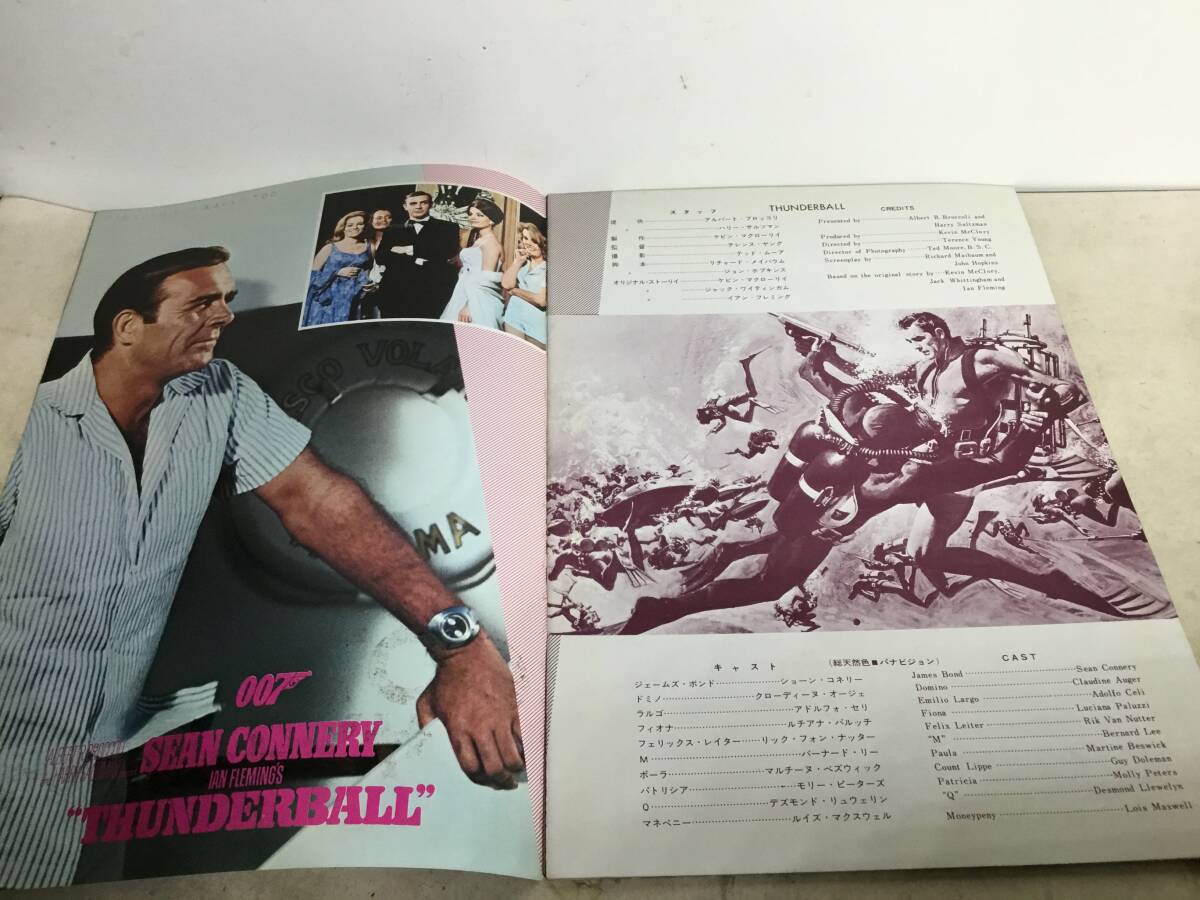 SSO VOLA
MA
007
SEAN CONNERY
IAN FLEMING'S
"THUNDERBALL"
スタッフ
提供……アルバート・ブロッコリ
〃……ハリー・サルツマン
製作……ケビン・マクローリイ
監督……テレンス・ヤング
撮影……テッド・ムーア
脚本……リチャード・メイバウム
〃……ジョン・ホプキンス
オリジナル・ストーリイ……ケビン・マクローリイ
〃……ジャック・ワイティンガム
〃……イアン・フレミング
THUNDERBALL CREDITS
Presented by……Albert R. Broccoli and
Harry Saltzman
Produced by……Kevin McClory
Directed by……Terence Young
Director of Photography……Ted Moore, B. S. C.
Screenplay by……Richard Maibaum and
John Hopkins
Based on the original story by……Kevin McClory,
Jack Whittingham and
Ian Fleming
キャスト (総天然色■パナビジョン)
ジェームズ・ボンド……ショーン・コネリー
ドミノ……クローディーヌ・オージェ
ラルゴ……アドルフォ・セリ
フィオナ……ルチアナ・パルッチ
フェリックス・レイター……リック・フォン・ナッター
M……バーナード・リー
ポーラ……マルチーヌ・ベズウィック
パトリシア……モリー・ピーターズ
Q……デズモンド・リュウェリン
マネペニー……ルイズ・マクスウェル
CAST
James Bond……Sean Connery
Domino……Claudine Auger
Emilio Largo……Adolfo Celi
Fiona……Luciana Paluzzi
Felix Leiter……Rik Van Nutter
"M"……Bernard Lee
Paula……Martine Beswick
Count Lippe……Guy Doleman
Patricia……Molly Peters
"Q"……Desmond Llewelyn
Moneypeny……Lois Maxwell